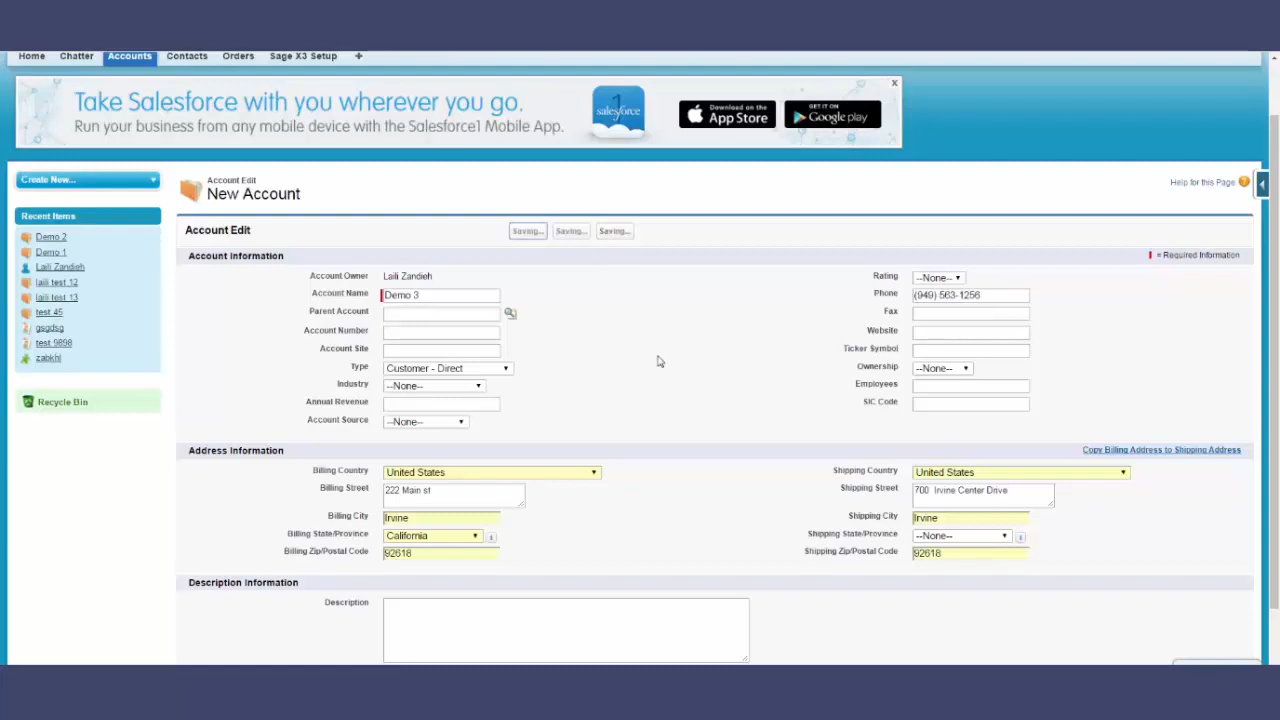 Home Chatter Accounts Contacts Orders Sage X3 Setup +
Take Salesforce with you wherever you go.
Run your business from any mobile device with the Salesforce1 Mobile App.
1
salesforce
Download on the
App Store
GET IT ON
Google play
x
Create New...
Recent Items
Demo 2
Demo 1
Laili Zandieh
laili test 12
laili test 13
test 45
gsgdsg
test 9898
zabkhl
Recycle Bin
Account Edit
New Account
Help for this Page ?
Account Edit Saving... Saving... Saving...
Account Information = Required Information
Account Owner Laili Zandieh
Account Name Demo 3
Parent Account
Account Number
Account Site
Type Customer - Direct
Industry --None--
Annual Revenue
Account Source --None--
Rating --None--
Phone (949) 563-1256
Fax
Website
Ticker Symbol
Ownership --None--
Employees
SIC Code
Address Information Copy Billing Address to Shipping Address
Billing Country United States
Billing Street 222 Main st
Billing City Irvine
Billing State/Province California i
Billing Zip/Postal Code 92618
Shipping Country United States
Shipping Street 700 Irvine Center Drive
Shipping City Irvine
Shipping State/Province --None-- i
Shipping Zip/Postal Code 92618
Description Information
Description